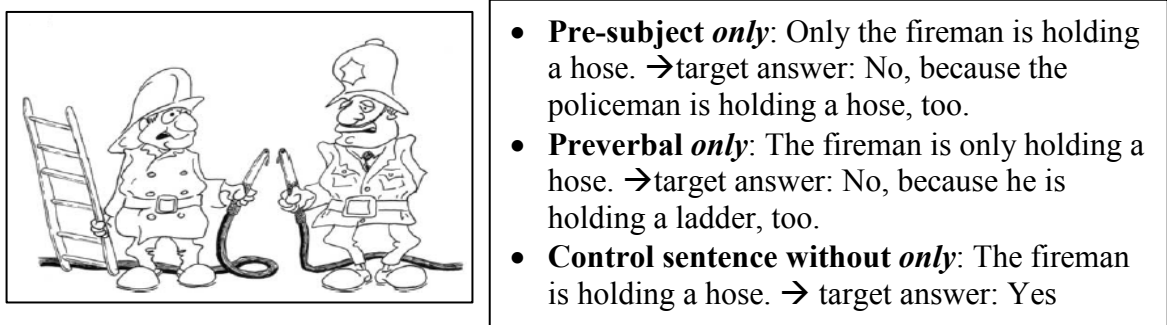 • Pre-subject only: Only the fireman is holding
a hose. →target answer: No, because the
policeman is holding a hose, too.
• Preverbal only: The fireman is only holding a
hose. →target answer: No, because he is
holding a ladder, too.
• Control sentence without only: The fireman
is holding a hose. → target answer: Yes